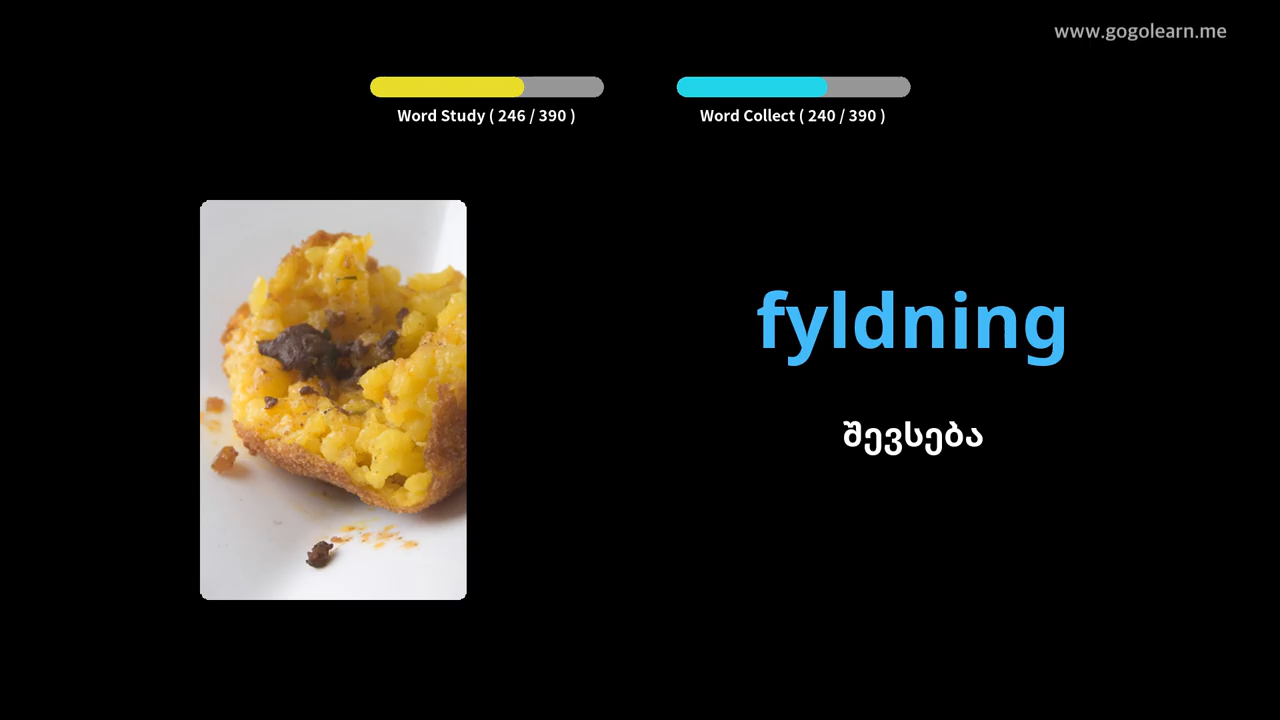 www.gogolearn.me
Word Study ( 246 / 390 )
Word Collect ( 240 / 390 )
fyldning
შევსება